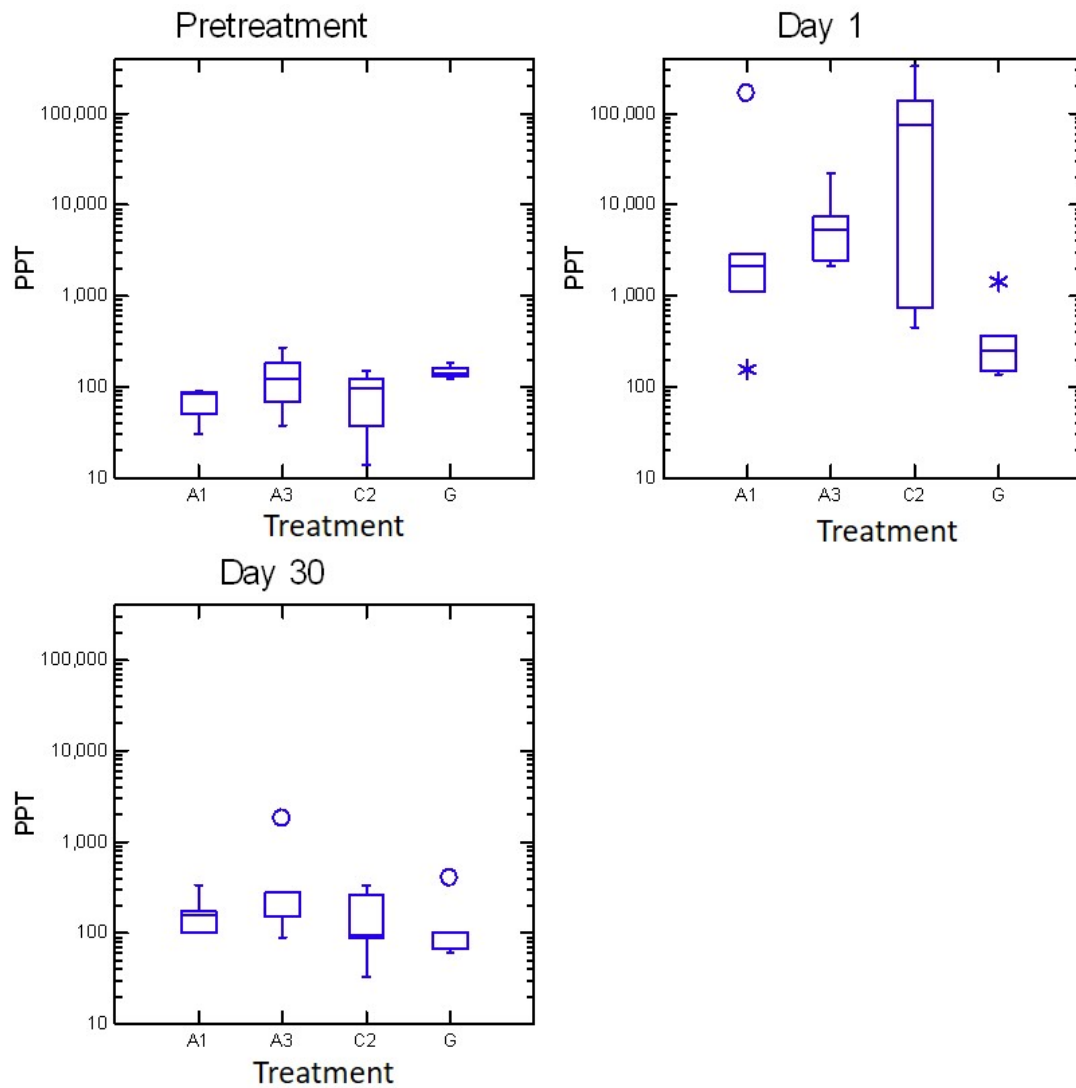 Pretreatment
100,000
10,000
1,000
100
10
PPT
A1 A3 C2 G
Treatment
Day 1
100,000
10,000
1,000
100
10
PPT
A1 A3 C2 G
Treatment
Day 30
100,000
10,000
1,000
100
10
PPT
A1 A3 C2 G
Treatment